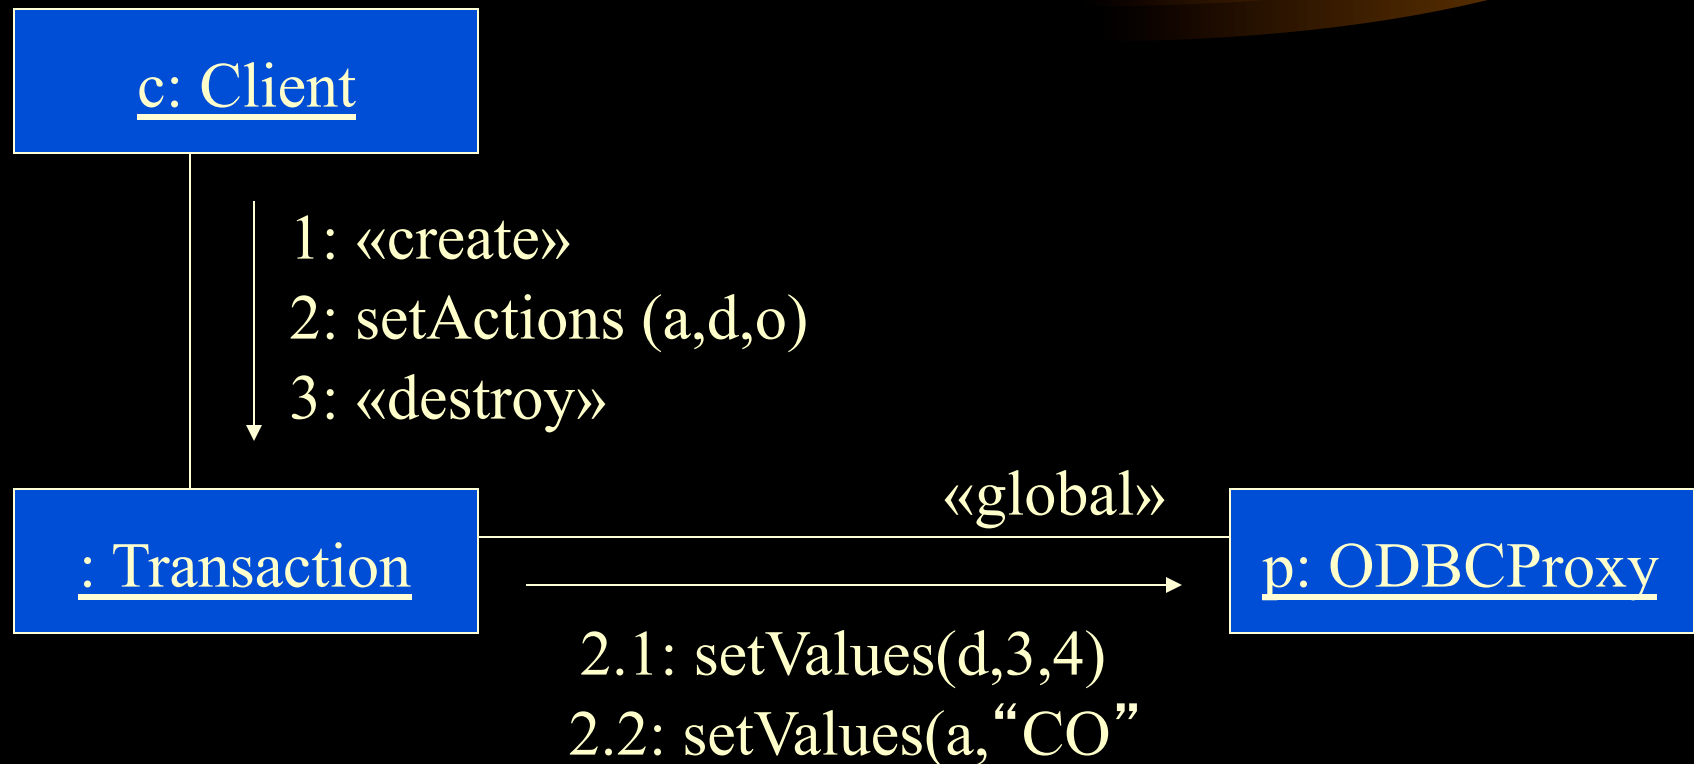 c: Client
1: «create»
2: setActions (a,d,o)
3: «destroy»
«global»
: Transaction
p: ODBCProxy
2.1: setValues(d,3,4)
2.2: setValues(a,“CO”